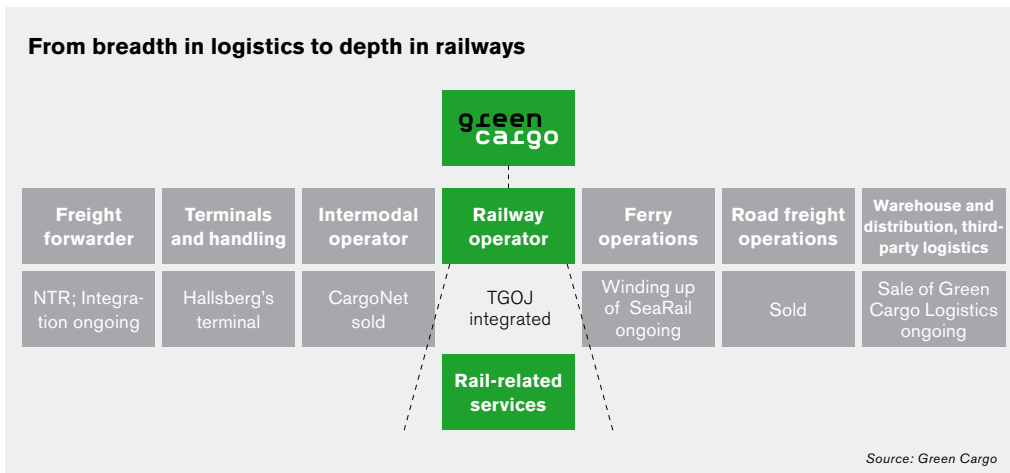 From breadth in logistics to depth in railways
green
cargo
Freight
forwarder
Terminals
and handling
Intermodal
operator
Railway
operator
Ferry
operations
Road freight
operations
Warehouse and
distribution, third-
party logistics
NTR; Integra-
tion ongoing
Hallsberg's
terminal
CargoNet
sold
TGOJ
integrated
Winding up
of SeaRail
ongoing
Sold
Sale of Green
Cargo Logistics
ongoing
Rail-related
services
Source: Green Cargo